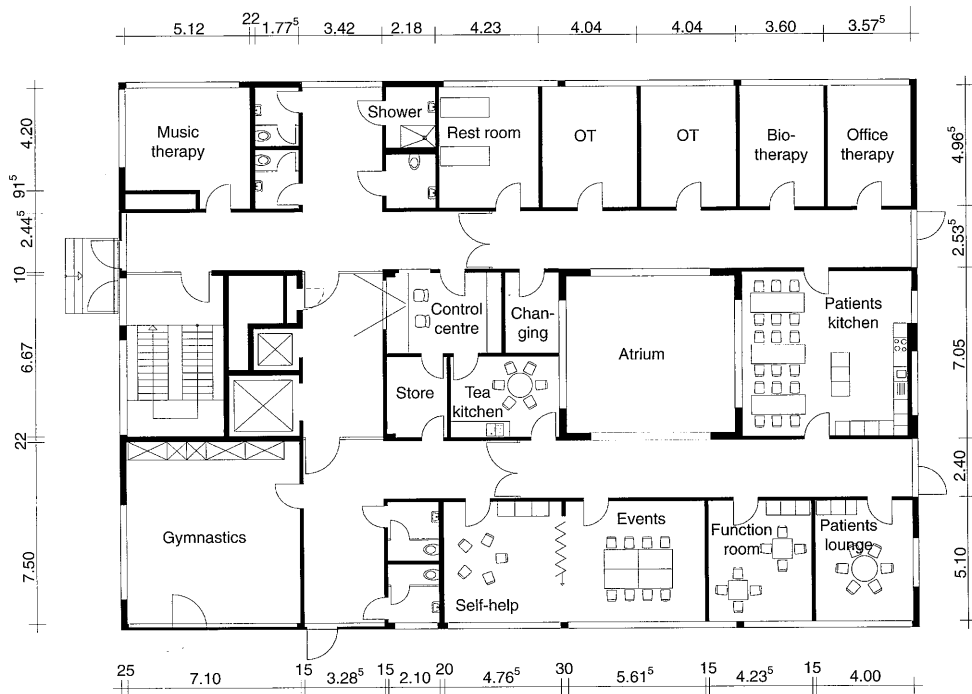 22
5.12 1.77⁵ 3.42 2.18 4.23 4.04 4.04 3.60 3.57⁵
4.20
91⁵
2.44⁵
10
6.67
22
7.50
Music
therapy
Shower
Rest room
OT
OT
Bio-
therapy
Office
therapy
4.96⁵
2.53⁵
7.05
2.40
5.10
Control
centre
Chan-
ging
Atrium
Patients
kitchen
Store
Tea
kitchen
Gymnastics
Self-help
Events
Function
room
Patients
lounge
25 15 15 20 30 15 15
7.10 3.28⁵ 2.10 4.76⁵ 5.61⁵ 4.23⁵ 4.00